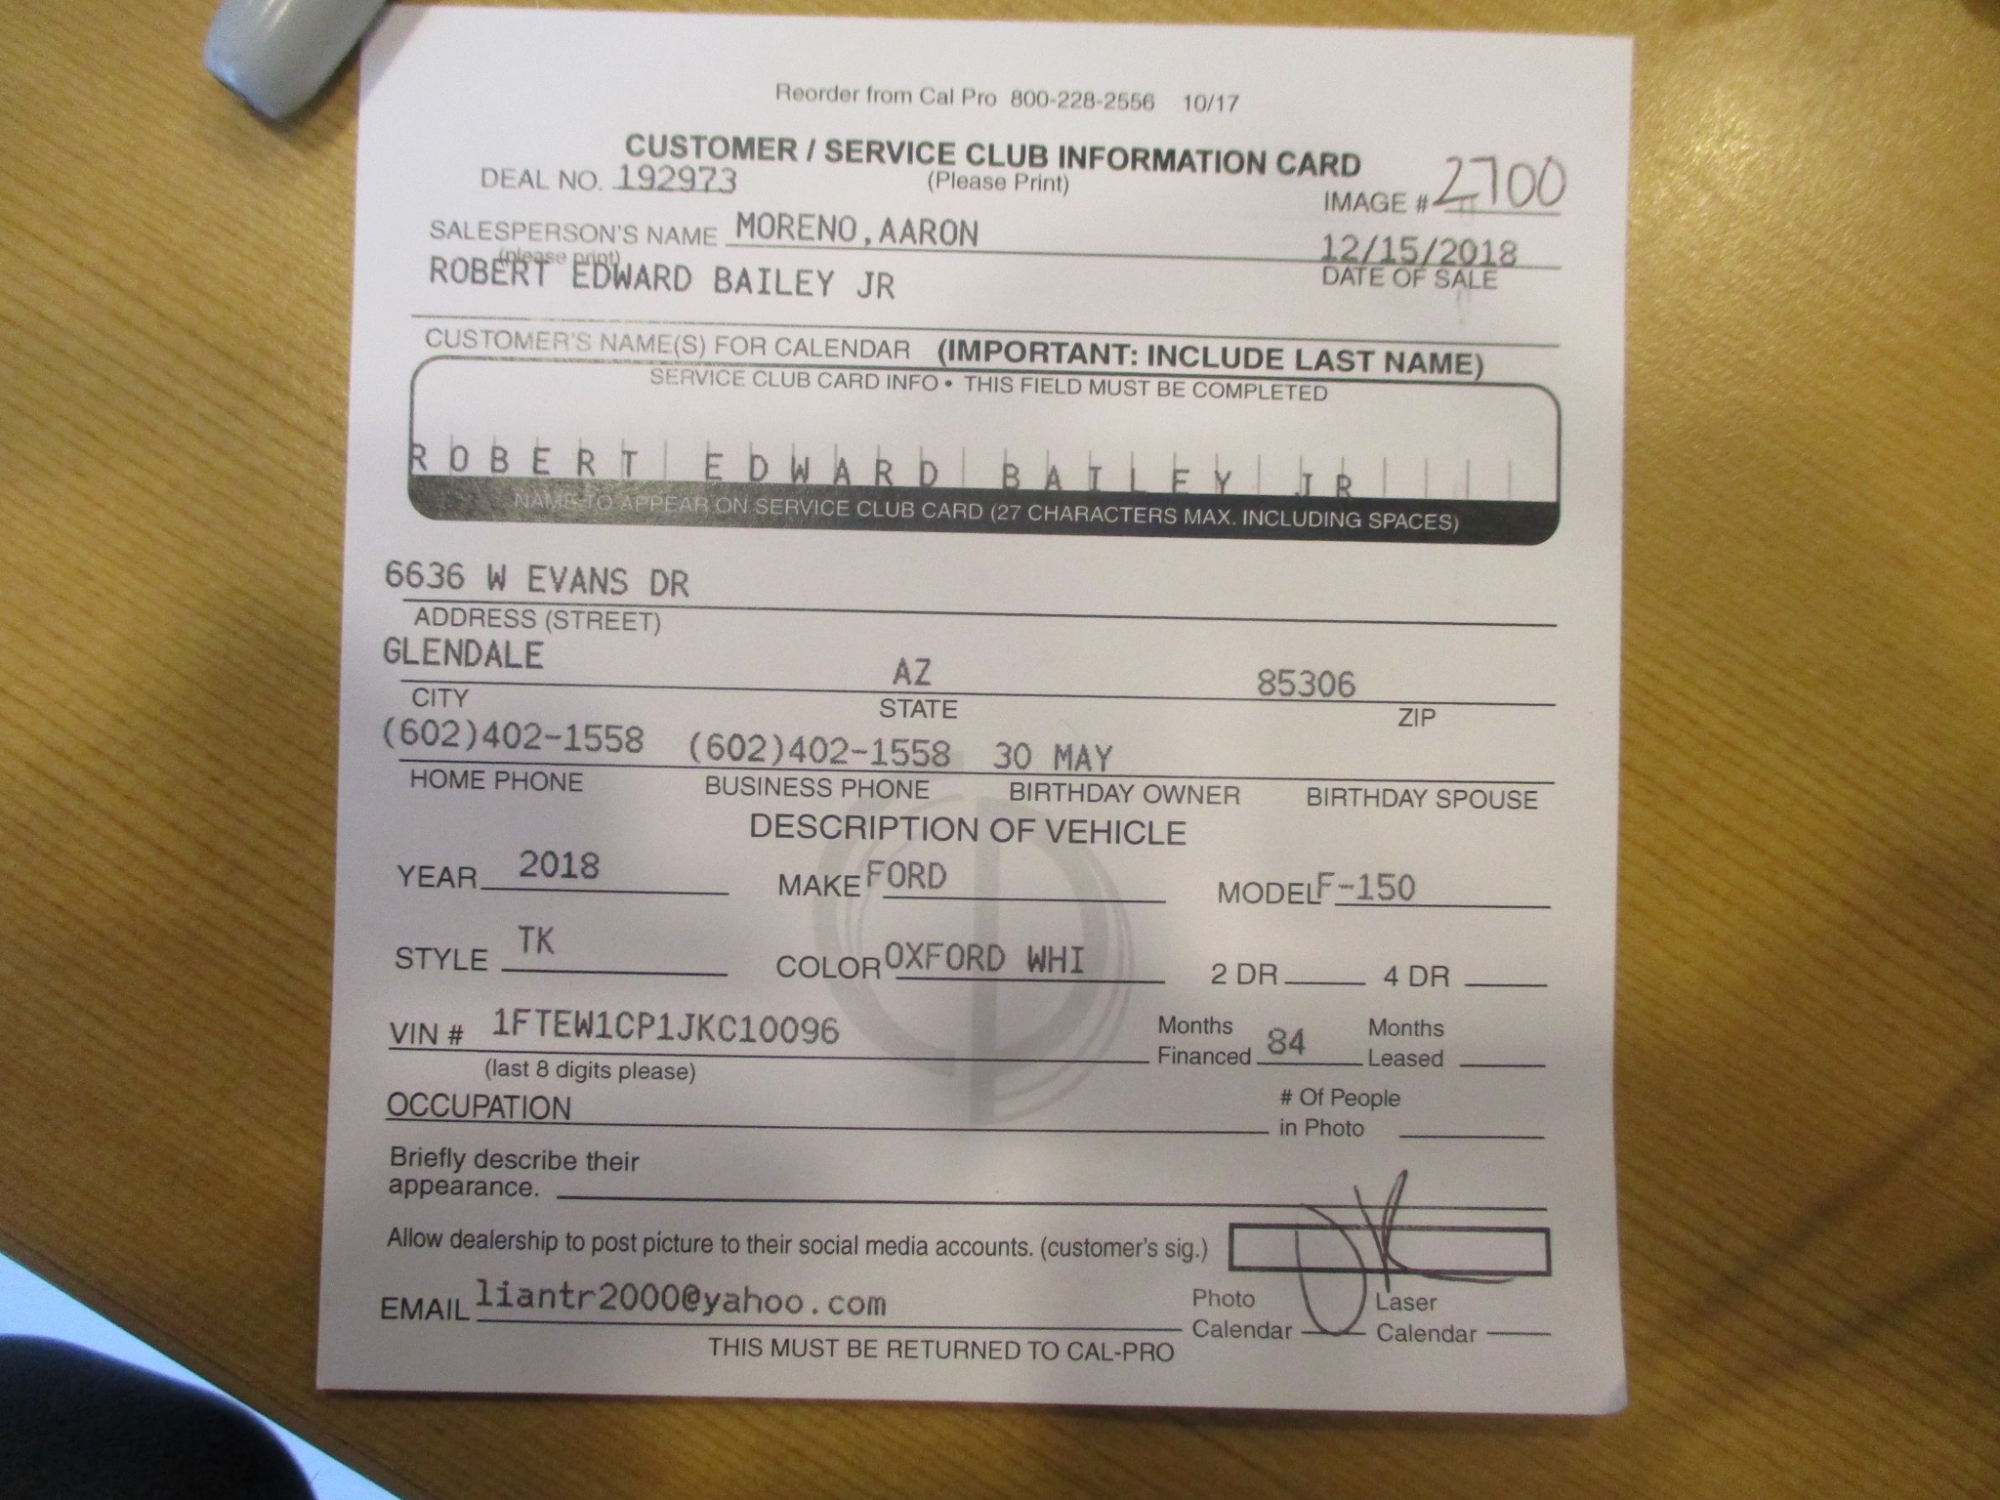 Reorder from Cal Pro 800-228-2556 10/17
CUSTOMER / SERVICE CLUB INFORMATION CARD
DEAL NO. 192973 (Please Print) IMAGE # 2700
SALESPERSON'S NAME MORENO,AARON 12/15/2018
(please print) DATE OF SALE
ROBERT EDWARD BAILEY JR
CUSTOMER'S NAME(S) FOR CALENDAR (IMPORTANT: INCLUDE LAST NAME)
SERVICE CLUB CARD INFO • THIS FIELD MUST BE COMPLETED
ROBERT EDWARD BAILEY JR
NAME TO APPEAR ON SERVICE CLUB CARD (27 CHARACTERS MAX. INCLUDING SPACES)
6636 W EVANS DR
ADDRESS (STREET)
GLENDALE AZ 85306
CITY STATE ZIP
(602)402-1558 (602)402-1558 30 MAY
HOME PHONE BUSINESS PHONE BIRTHDAY OWNER BIRTHDAY SPOUSE
DESCRIPTION OF VEHICLE
YEAR 2018 MAKE FORD MODEL F-150
STYLE TK COLOR OXFORD WHI 2 DR 4 DR
VIN # 1FTEW1CP1JKC10096 Months Financed 84 Months Leased
(last 8 digits please)
OCCUPATION # Of People in Photo
Briefly describe their
appearance.
Allow dealership to post picture to their social media accounts. (customer's sig.)
EMAIL liantr2000@yahoo.com Photo Calendar Laser Calendar
THIS MUST BE RETURNED TO CAL-PRO